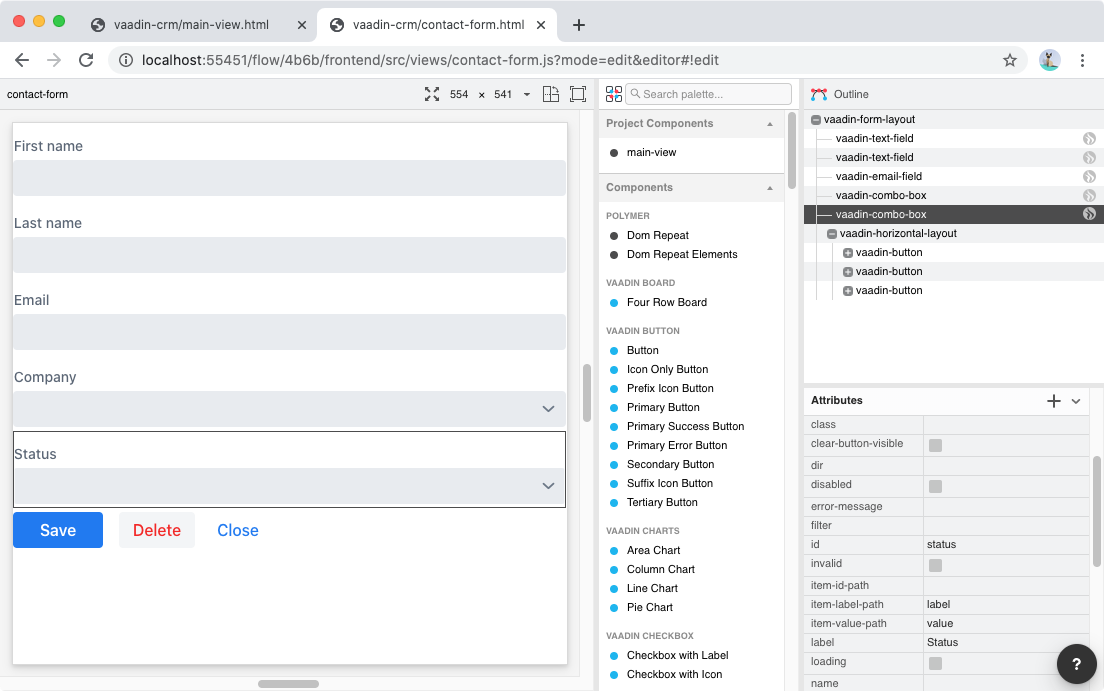 vaadin-crm/main-view.html
vaadin-crm/contact-form.html
localhost:55451/flow/4b6b/frontend/src/views/contact-form.js?mode=edit&editor#!edit
contact-form
554 × 541
Search palette...
Outline
First name
Last name
Email
Company
Status
Save Delete Close
Project Components
main-view
Components
POLYMER
Dom Repeat
Dom Repeat Elements
VAADIN BOARD
Four Row Board
VAADIN BUTTON
Button
Icon Only Button
Prefix Icon Button
Primary Button
Primary Success Button
Primary Error Button
Secondary Button
Suffix Icon Button
Tertiary Button
VAADIN CHARTS
Area Chart
Column Chart
Line Chart
Pie Chart
VAADIN CHECKBOX
Checkbox with Label
Checkbox with Icon
vaadin-form-layout
vaadin-text-field
vaadin-text-field
vaadin-email-field
vaadin-combo-box
vaadin-combo-box
vaadin-horizontal-layout
vaadin-button
vaadin-button
vaadin-button
Attributes
class
clear-button-visible
dir
disabled
error-message
filter
id status
invalid
item-id-path
item-label-path label
item-value-path value
label Status
loading
name
?